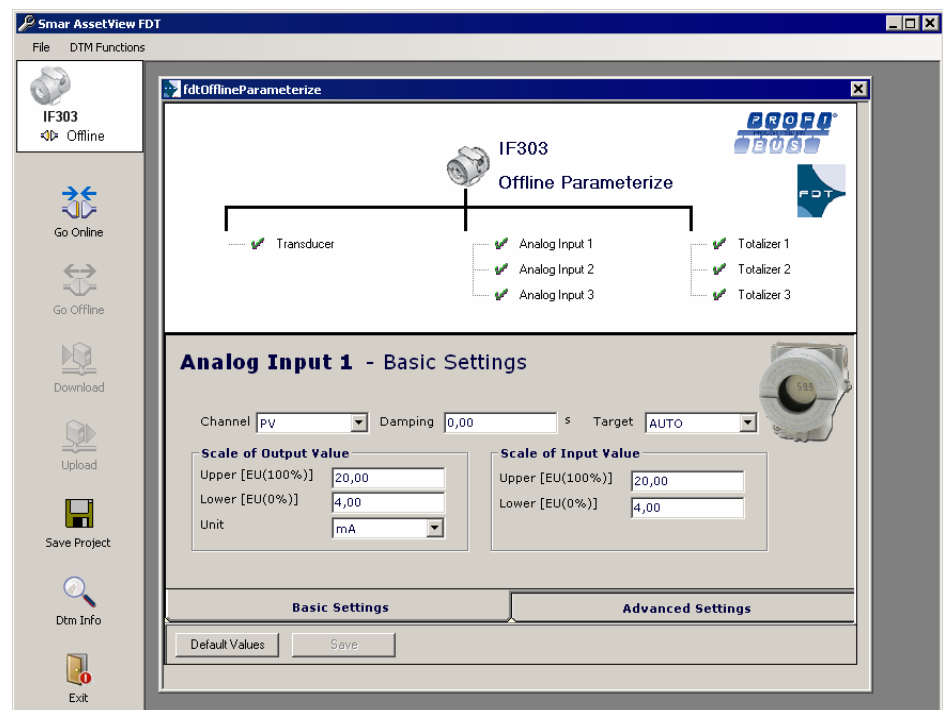 Smar AssetView FDT
File DTM Functions
IF303
Offline
Go Online
Go Offline
Download
Upload
Save Project
Dtm Info
Exit
fdtOfflineParameterize
PROFI®
BUS
FDT
IF303
Offline Parameterize
Transducer
Analog Input 1
Analog Input 2
Analog Input 3
Totalizer 1
Totalizer 2
Totalizer 3
Analog Input 1 - Basic Settings
Channel PV Damping 0,00 s Target AUTO
Scale of Output Value
Upper [EU(100%)] 20,00
Lower [EU(0%)] 4,00
Unit mA
Scale of Input Value
Upper [EU(100%)] 20,00
Lower [EU(0%)] 4,00
Basic Settings Advanced Settings
Default Values Save